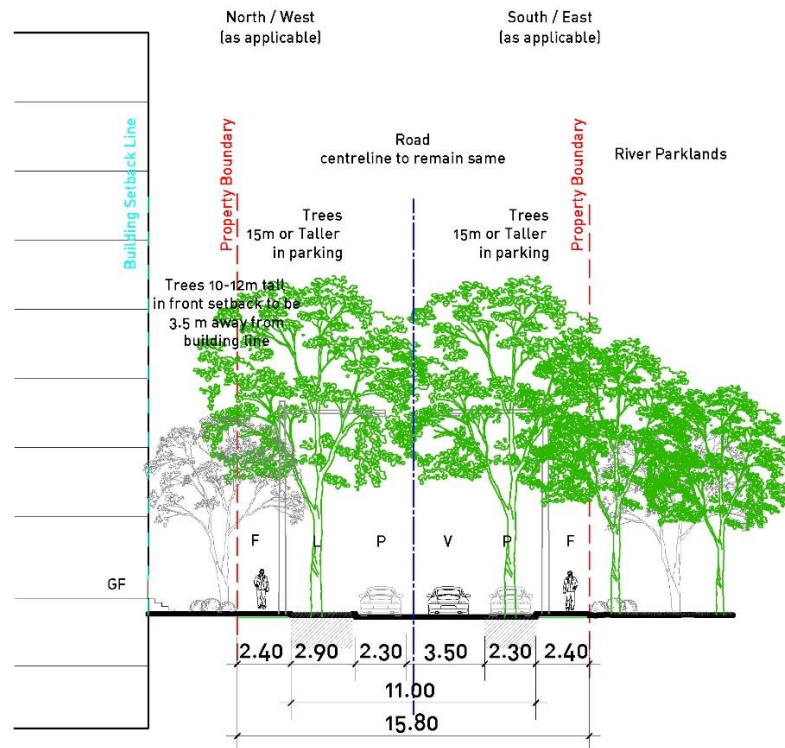 North / West
(as applicable)
South / East
(as applicable)
Building Setback Line
Property Boundary
Road
centreline to remain same
Property Boundary
River Parklands
Trees
15m or Taller
in parking
Trees
15m or Taller
in parking
Trees 10-12m tall
in front setback to be
3.5 m away from
building line
F L P V P F
GF
2.40 2.90 2.30 3.50 2.30 2.40
11.00
15.80